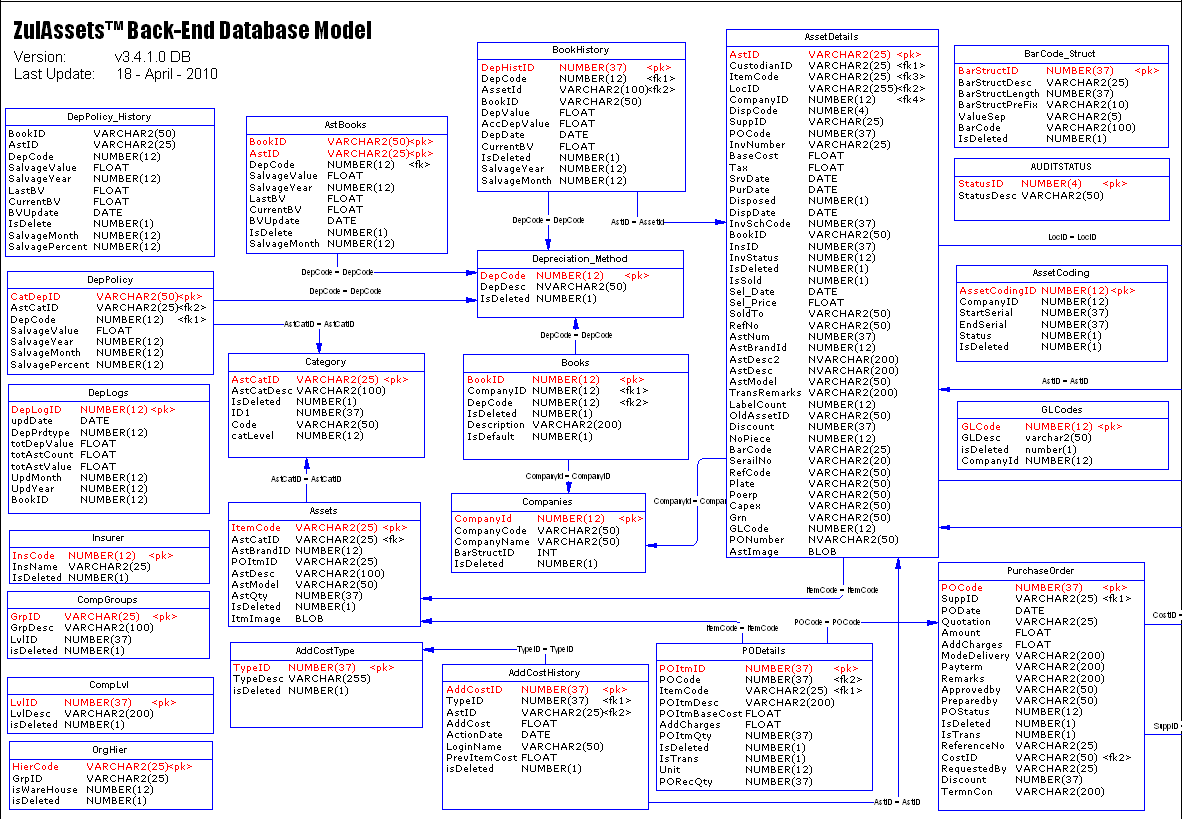 ZulAssets™ Back-End Database Model
Version: v3.4.1.0 DB
Last Update: 18 - April - 2010
DepPolicy_History
BookID VARCHAR2(50)
AstID VARCHAR2(25)
DepCode NUMBER(12)
SalvageValue FLOAT
SalvageYear NUMBER(12)
LastBV FLOAT
CurrentBV FLOAT
BVUpdate DATE
IsDelete NUMBER(1)
SalvageMonth NUMBER(12)
SalvagePercent NUMBER(12)
AstBooks
BookID VARCHAR2(50)<pk>
AstID VARCHAR2(25)<pk>
DepCode NUMBER(12) <fk>
SalvageValue FLOAT
SalvageYear NUMBER(12)
LastBV FLOAT
CurrentBV FLOAT
BVUpdate DATE
IsDelete NUMBER(1)
SalvageMonth NUMBER(12)
BookHistory
DepHistID NUMBER(37) <pk>
DepCode NUMBER(12) <fk1>
AssetId VARCHAR2(100)<fk2>
BookID VARCHAR2(50)
DepValue FLOAT
AccDepValue FLOAT
DepDate DATE
CurrentBV FLOAT
IsDeleted NUMBER(1)
SalvageYear NUMBER(12)
SalvageMonth NUMBER(12)
AssetDetails
AstID VARCHAR2(25) <pk>
CustodianID VARCHAR2(25) <fk1>
ItemCode VARCHAR2(25) <fk3>
LocID VARCHAR2(255)<fk2>
CompanyID NUMBER(12) <fk4>
DispCode NUMBER(4)
SuppID VARCHAR2(25)
POCode NUMBER(37)
InvNumber VARCHAR2(25)
BaseCost FLOAT
Tax FLOAT
SrvDate DATE
PurDate DATE
Disposed NUMBER(1)
DispDate DATE
InvSchCode NUMBER(37)
BookID VARCHAR2(50)
InsID NUMBER(37)
InvStatus NUMBER(12)
IsDeleted NUMBER(1)
IsSold NUMBER(1)
Sel_Date DATE
Sel_Price FLOAT
SoldTo VARCHAR2(50)
RefNo VARCHAR2(50)
AstNum NUMBER(37)
AstBrandId NUMBER(12)
AstDesc2 NVARCHAR(200)
AstDesc NVARCHAR(200)
AstModel VARCHAR2(50)
TransRemarks VARCHAR2(200)
LabelCount NUMBER(12)
OldAssetID VARCHAR2(50)
Discount NUMBER(37)
NoPiece NUMBER(12)
BarCode VARCHAR2(25)
SerailNo VARCHAR2(20)
RefCode VARCHAR2(50)
Plate VARCHAR2(50)
Poerp VARCHAR2(50)
Capex VARCHAR2(50)
Grn VARCHAR2(50)
GLCode NUMBER(12)
PONumber NVARCHAR2(50)
AstImage BLOB
BarCode_Struct
BarStructID NUMBER(37) <pk>
BarStructDesc VARCHAR2(25)
BarStructLength NUMBER(37)
BarStructPreFix VARCHAR2(10)
ValueSep VARCHAR2(5)
BarCode VARCHAR2(100)
IsDeleted NUMBER(1)
AUDITSTATUS
StatusID NUMBER(4) <pk>
StatusDesc VARCHAR2(50)
LocID = LocID
DepCode = DepCode
AstID = AssetId
DepCode = DepCode
DepCode = DepCode
Depreciation_Method
DepCode NUMBER(12) <pk>
DepDesc NVARCHAR2(50)
IsDeleted NUMBER(1)
DepPolicy
CatDepID VARCHAR2(50)<pk>
AstCatID VARCHAR2(25)<fk2>
DepCode NUMBER(12) <fk1>
SalvageValue FLOAT
SalvageYear NUMBER(12)
SalvageMonth NUMBER(12)
SalvagePercent NUMBER(12)
AstCatID = AstCatID
DepCode = DepCode
AssetCoding
AssetCodingID NUMBER(12)<pk>
CompanyID NUMBER(12)
StartSerial NUMBER(37)
EndSerial NUMBER(37)
Status NUMBER(1)
IsDeleted NUMBER(1)
AstID = AstID
Category
AstCatID VARCHAR2(25) <pk>
AstCatDesc VARCHAR2(100)
IsDeleted NUMBER(1)
ID1 NUMBER(37)
Code VARCHAR2(50)
catLevel NUMBER(12)
Books
BookID NUMBER(12) <pk>
CompanyID NUMBER(12) <fk1>
DepCode NUMBER(12) <fk2>
IsDeleted NUMBER(1)
Description VARCHAR2(200)
IsDefault NUMBER(1)
DepLogs
DepLogID NUMBER(12) <pk>
updDate DATE
DepPrdtype NUMBER(12)
totDepValue FLOAT
totAstCount FLOAT
totAstValue FLOAT
UpdMonth NUMBER(12)
UpdYear NUMBER(12)
BookID NUMBER(12)
GLCodes
GLCode NUMBER(12) <pk>
GLDesc varchar2(50)
isDeleted number(1)
CompanyId NUMBER(12)
AstCatID = AstCatID
CompanyID = CompanyID
CompanyId = Compar
Companies
CompanyId NUMBER(12) <pk>
CompanyCode VARCHAR2(50)
CompanyName VARCHAR2(50)
BarStructID INT
IsDeleted NUMBER(1)
Assets
ItemCode VARCHAR2(25) <pk>
AstCatID VARCHAR2(25) <fk>
AstBrandID NUMBER(12)
POItmID VARCHAR2(25)
AstDesc VARCHAR2(100)
AstModel VARCHAR2(50)
AstQty NUMBER(37)
IsDeleted NUMBER(1)
ItmImage BLOB
Insurer
InsCode NUMBER(12) <pk>
InsName VARCHAR2(25)
IsDeleted NUMBER(1)
CompGroups
GrpID VARCHAR(25) <pk>
GrpDesc VARCHAR2(100)
LvlID NUMBER(37)
isDeleted NUMBER(1)
ItemCode = ItemCode
ItemCode = ItemCode
POCode = POCode
TypeID = TypeID
CostID =
SuppID =
PurchaseOrder
POCode NUMBER(37) <pk>
SuppID VARCHAR2(25) <fk1>
PODate DATE
Quotation VARCHAR2(25)
Amount FLOAT
AddCharges FLOAT
ModeDelivery VARCHAR2(200)
Payterm VARCHAR2(200)
Remarks VARCHAR2(200)
Approvedby VARCHAR2(50)
Preparedby VARCHAR2(50)
POStatus NUMBER(12)
IsDeleted NUMBER(1)
IsTrans NUMBER(1)
ReferenceNo VARCHAR2(25)
CostID VARCHAR2(50) <fk2>
RequestedBy VARCHAR2(25)
Discount NUMBER(37)
TermnCon VARCHAR2(200)
AddCostType
TypeID NUMBER(37) <pk>
TypeDesc VARCHAR(255)
isDeleted NUMBER(1)
AddCostHistory
AddCostID NUMBER(37) <pk>
TypeID NUMBER(37) <fk1>
AstID VARCHAR2(25)<fk2>
AddCost FLOAT
ActionDate DATE
LoginName VARCHAR2(50)
PrevItemCost FLOAT
isDeleted NUMBER(1)
PODetails
POItmID NUMBER(37) <pk>
POCode NUMBER(37) <fk2>
ItemCode VARCHAR2(25) <fk1>
POItmDesc VARCHAR2(200)
POItmBaseCost FLOAT
AddCharges FLOAT
POItmQty NUMBER(37)
IsDeleted NUMBER(1)
IsTrans NUMBER(1)
Unit NUMBER(12)
PORecQty NUMBER(37)
CompLvl
LvlID NUMBER(37) <pk>
LvlDesc VARCHAR2(200)
isDeleted NUMBER(1)
OrgHier
HierCode VARCHAR2(25)<pk>
GrpID VARCHAR2(25)
isWareHouse NUMBER(12)
isDeleted NUMBER(1)
AstID = AstID